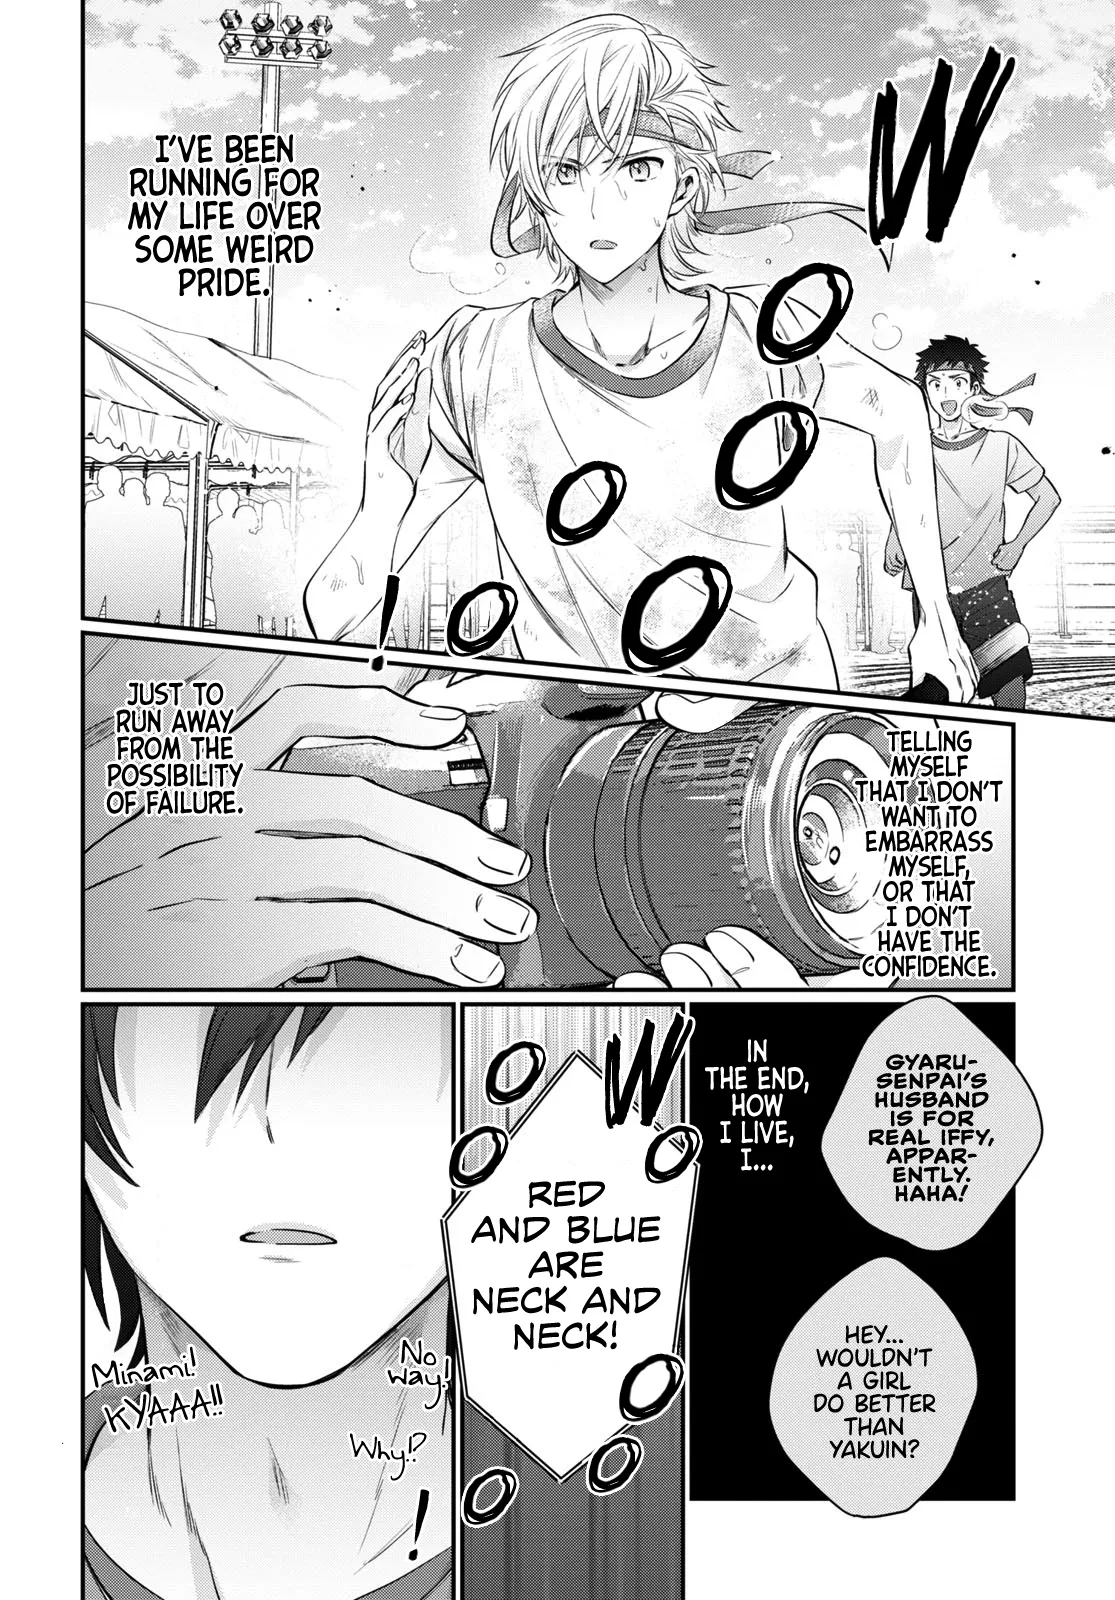 WOOOOO!
I'VE BEEN
RUNNING FOR
MY LIFE OVER
SOME WEIRD
PRIDE.
TELLING
MYSELF
THAT I DON'T
WANT TO
EMBARRASS
MYSELF,
OR THAT
I DON'T
HAVE THE
CONFIDENCE.
JUST TO
RUN AWAY
FROM THE
POSSIBILITY
OF FAILURE.
GYARU-
SENPAI'S
HUSBAND
IS FOR
REAL IFFY,
APPAR-
ENTLY.
HAHA!
HEY...
WOULDN'T
A GIRL
DO BETTER
THAN
YAKUIN?
IN
THE END,
HOW
I LIVE,
I...
WOOOOOOO!
RED
AND BLUE
ARE
NECK AND
NECK!
No
way!
Why!?
Minami!
KYAAA!!